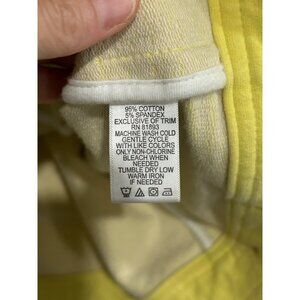 95% COTTON
5% SPANDEX
EXCLUSIVE OF TRIM
RN 81893
MACHINE WASH COLD
GENTLE CYCLE
WITH LIKE COLORS
ONLY NON-CHLORINE
BLEACH WHEN
NEEDED
TUMBLE DRY LOW
WARM IRON
IF NEEDED